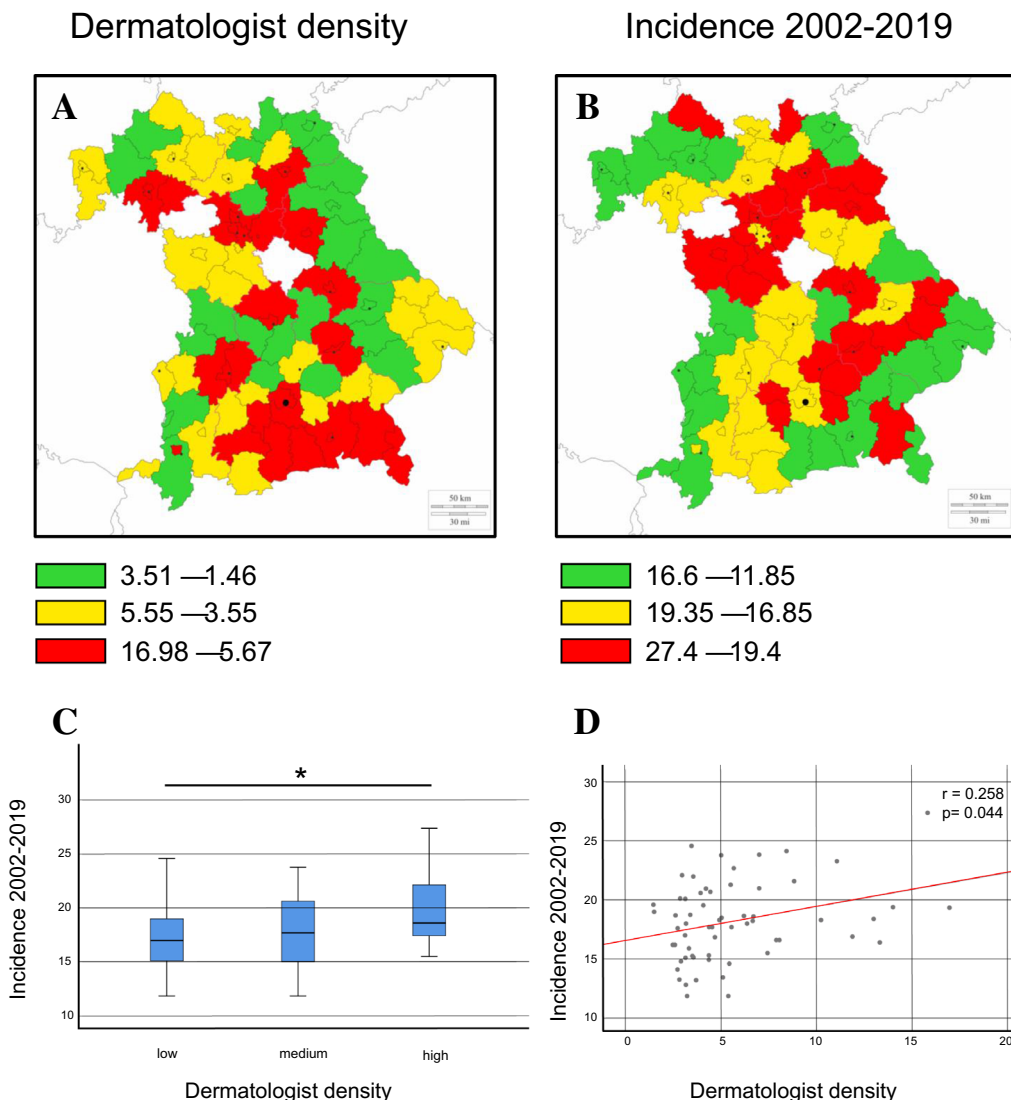 Dermatologist density
Incidence 2002-2019
A
50 km
30 mi
B
50 km
30 mi
3.51 —1.46
5.55 —3.55
16.98 —5.67
16.6 —11.85
19.35 —16.85
27.4 —19.4
C
*
Incidence 2002-2019
30
25
20
15
10
low
medium
high
Dermatologist density
D
r = 0.258
p= 0.044
Incidence 2002-2019
30
25
20
15
10
0
5
10
15
20
Dermatologist density